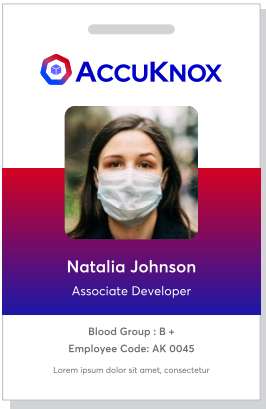 ACCUKNOX
Natalia Johnson
Associate Developer
Blood Group : B +
Employee Code: AK 0045
Lorem ipsum dolor sit amet, consectetur